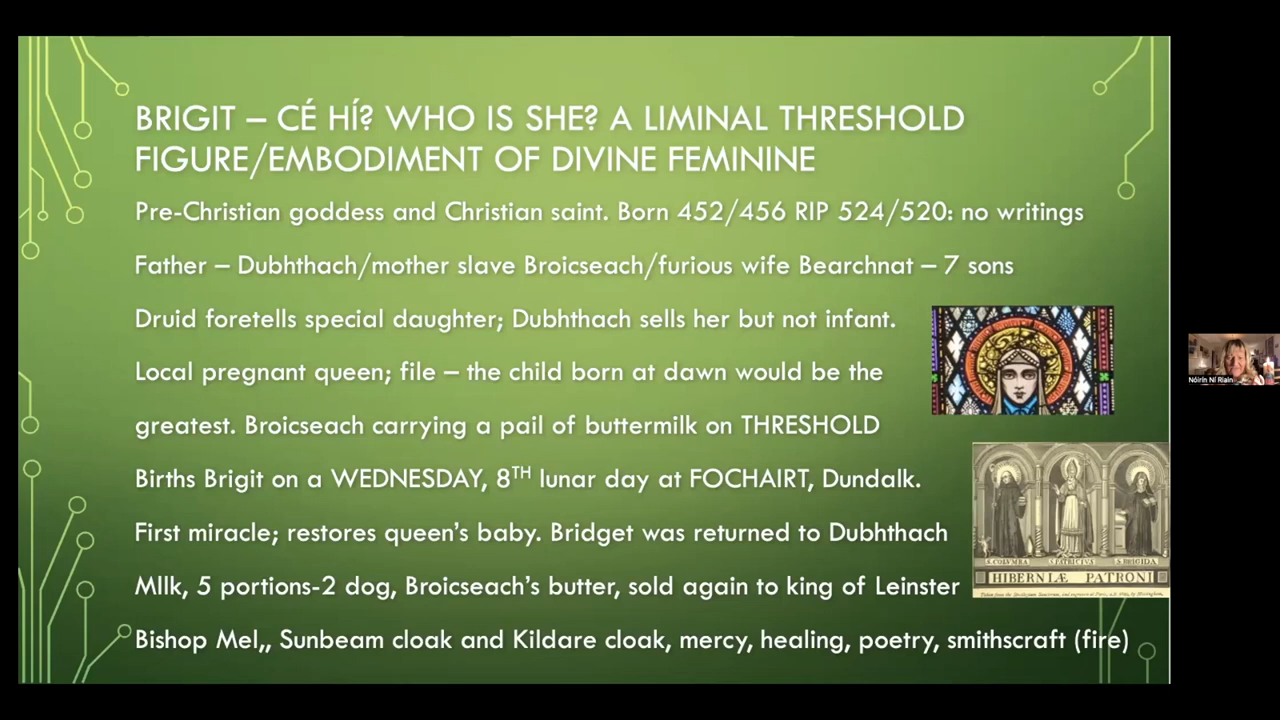 BRIGIT – CÉ HÍ? WHO IS SHE? A LIMINAL THRESHOLD
FIGURE/EMBODIMENT OF DIVINE FEMININE
Pre-Christian goddess and Christian saint. Born 452/456 RIP 524/520: no writings
Father – Dubhthach/mother slave Broicseach/furious wife Bearchnat – 7 sons
Druid foretells special daughter; Dubhthach sells her but not infant.
Local pregnant queen; file – the child born at dawn would be the
greatest. Broicseach carrying a pail of buttermilk on THRESHOLD
Births Brigit on a WEDNESDAY, 8TH lunar day at FOCHAIRT, Dundalk.
First miracle; restores queen's baby. Bridget was returned to Dubhthach
MIlk, 5 portions-2 dog, Broicseach's butter, sold again to king of Leinster
Bishop Mel,, Sunbeam cloak and Kildare cloak, mercy, healing, poetry, smithscraft (fire)
S. COLVMBA S. PATRICIVS S. BRIGIDA
HIBERNIÆ PATRONI
Nóirín Ní Riain